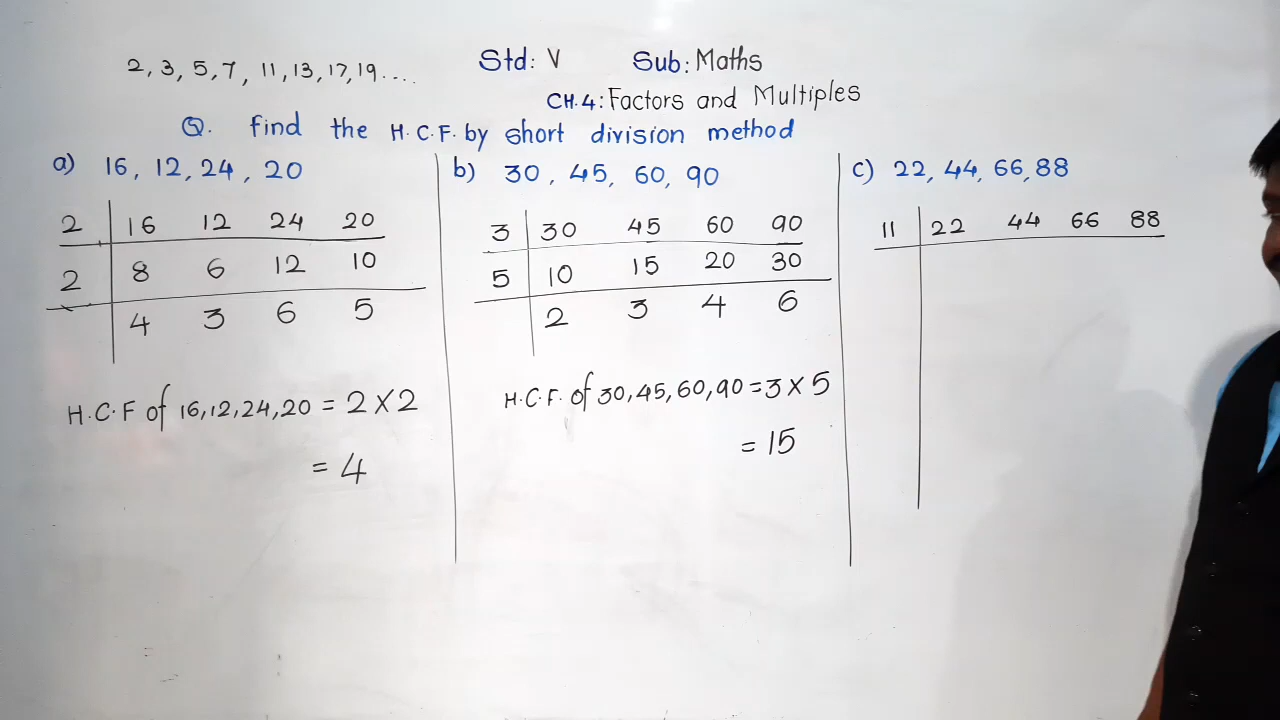 2, 3, 5, 7, 11, 13, 17, 19....
Std: V Sub: Maths
CH.4: Factors and Multiples
Q. find the H.C.F. by short division method
a) 16, 12, 24, 20
2 16 12 24 20
2 8 6 12 10
4 3 6 5
H.C.F of 16, 12, 24, 20 = 2 × 2
= 4
b) 30, 45, 60, 90
3 30 45 60 90
5 10 15 20 30
2 3 4 6
H.C.F. of 30, 45, 60, 90 = 3 × 5
= 15
c) 22, 44, 66, 88
11 22 44 66 88